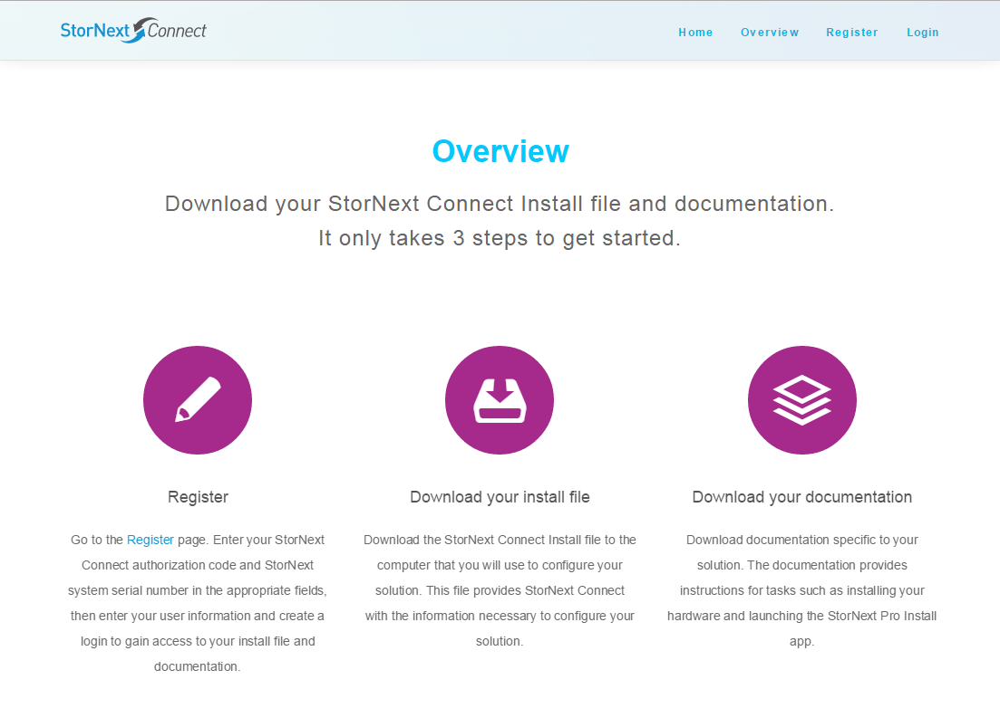 StorNext Connect
Home Overview Register Login
Overview
Download your StorNext Connect Install file and documentation.
It only takes 3 steps to get started.
Register
Go to the Register page. Enter your StorNext
Connect authorization code and StorNext
system serial number in the appropriate fields,
then enter your user information and create a
login to gain access to your install file and
documentation.
Download your install file
Download the StorNext Connect Install file to the
computer that you will use to configure your
solution. This file provides StorNext Connect
with the information necessary to configure your
solution.
Download your documentation
Download documentation specific to your
solution. The documentation provides
instructions for tasks such as installing your
hardware and launching the StorNext Pro Install
app.